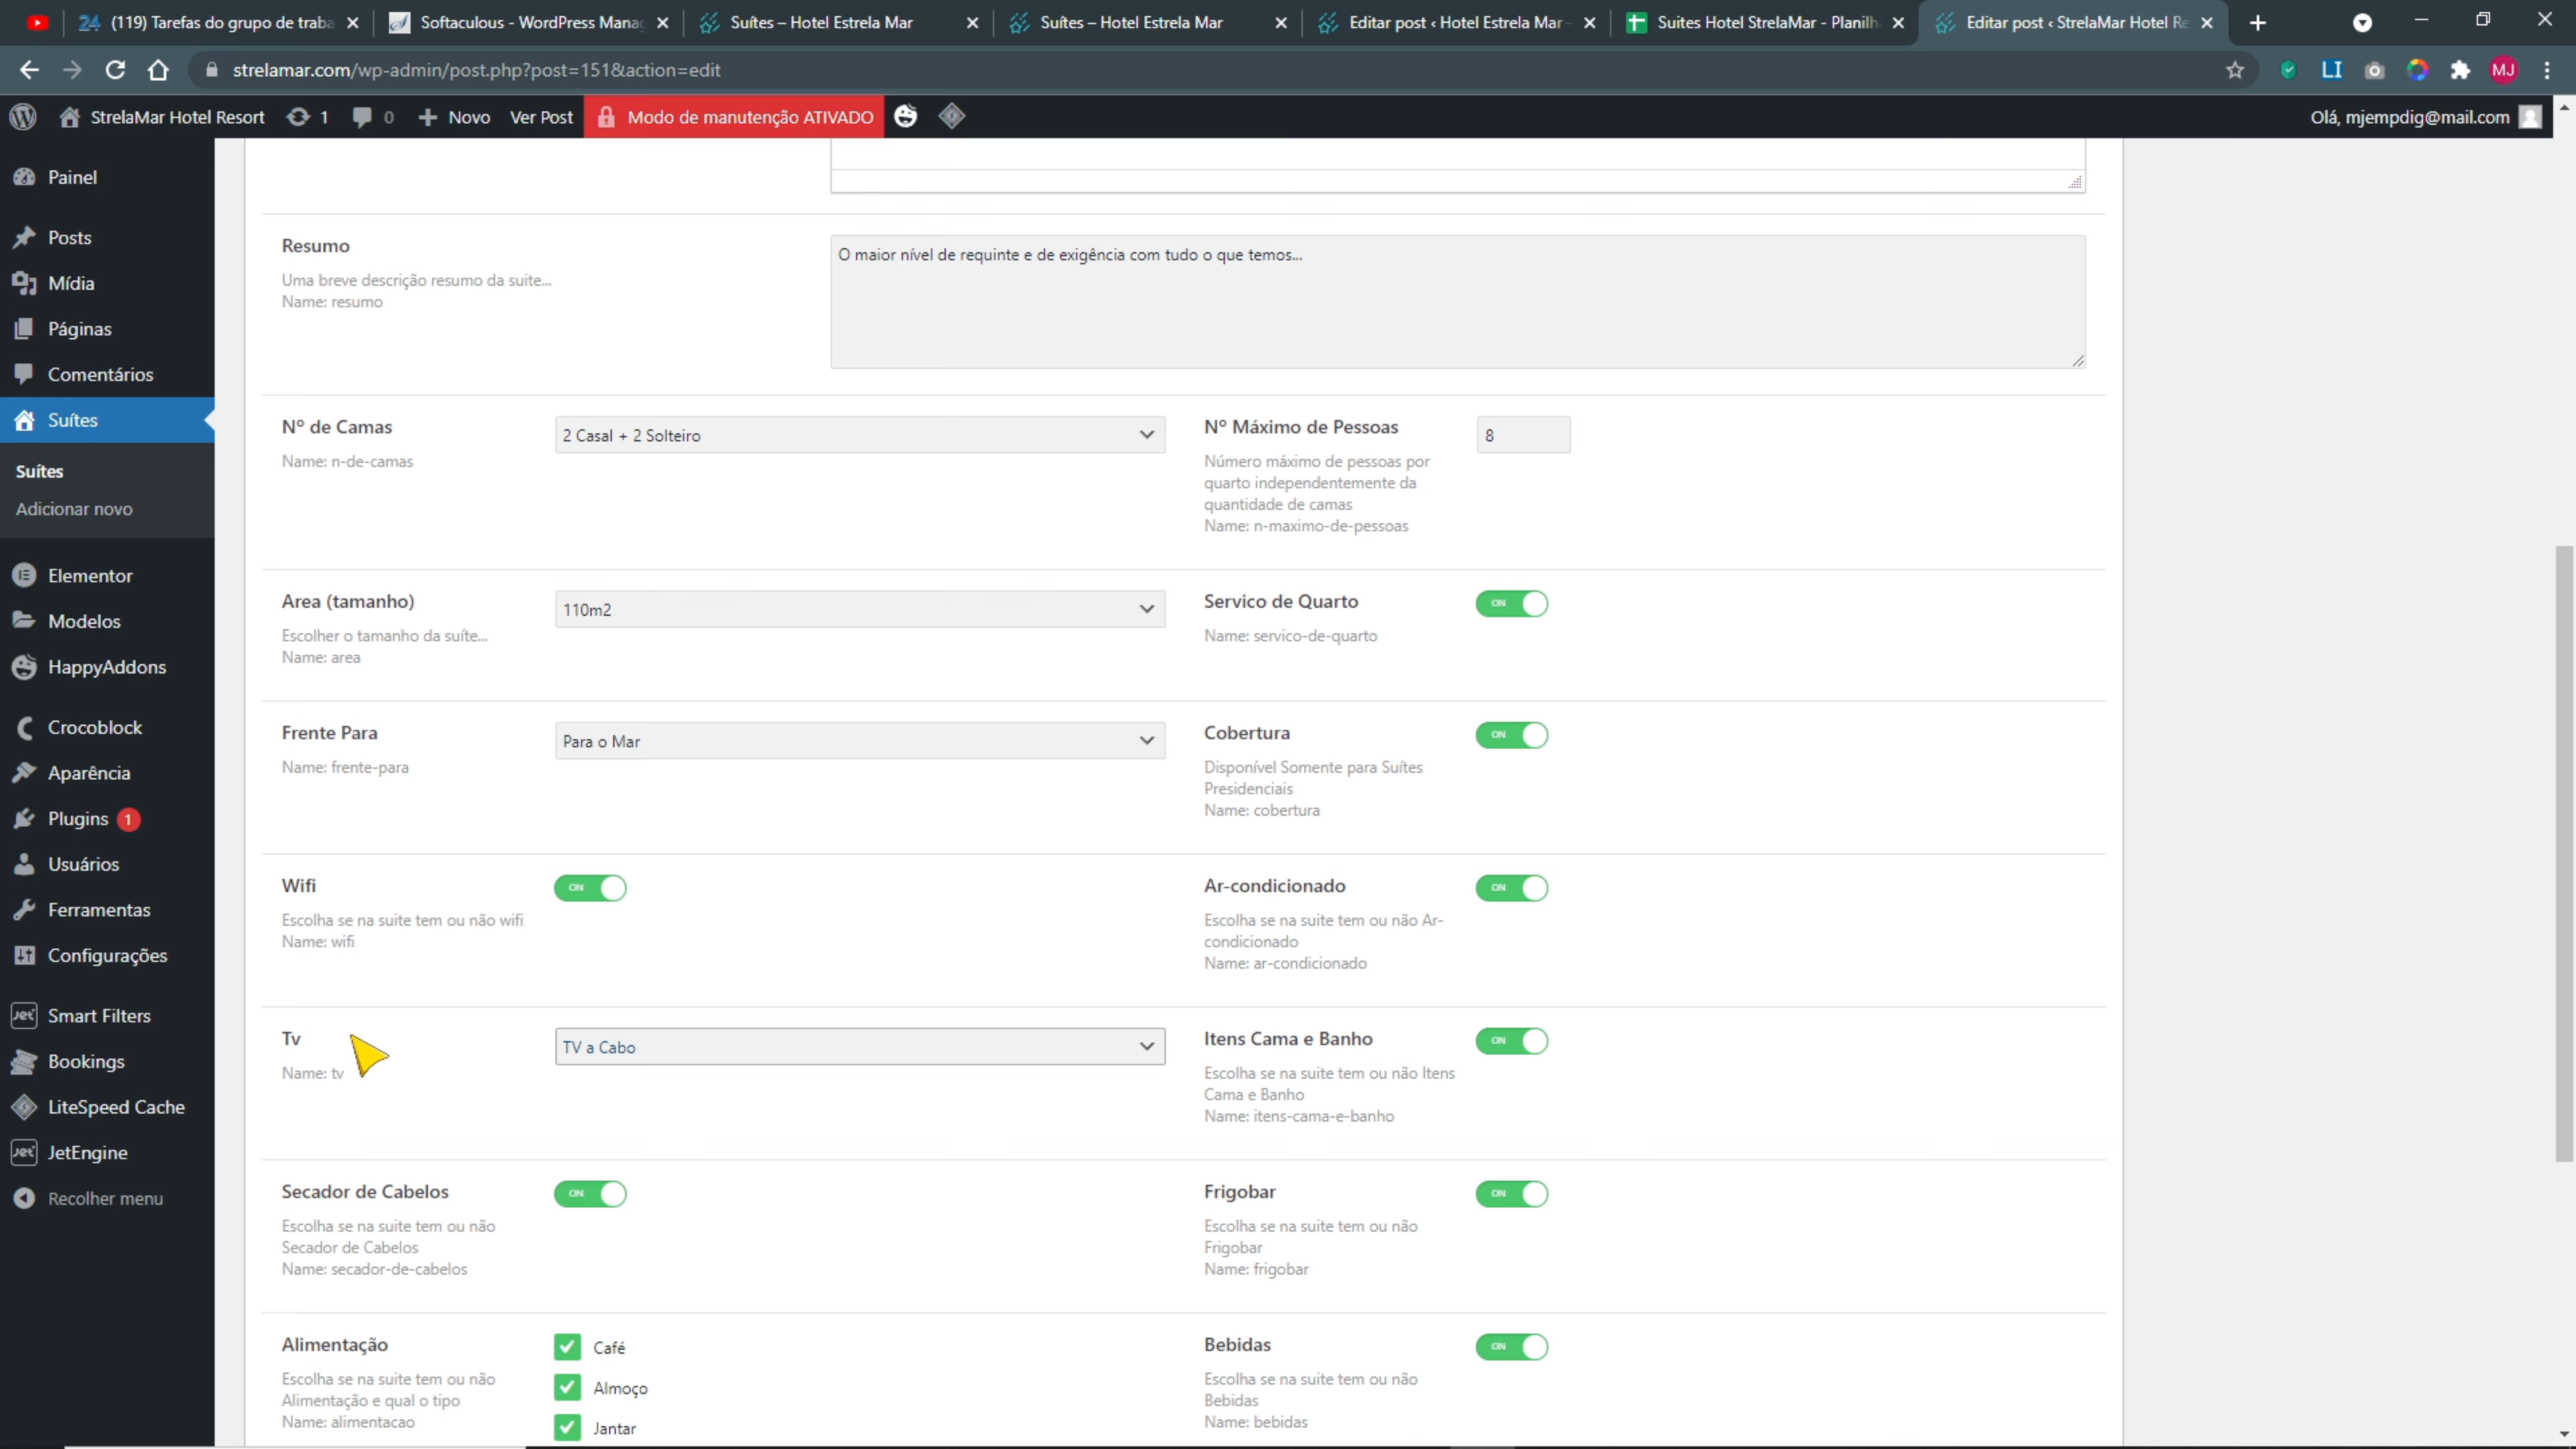 (119) Tarefas do grupo de traba
Softaculous - WordPress Manag
Suítes – Hotel Estrela Mar
Suítes – Hotel Estrela Mar
Editar post ‹ Hotel Estrela Mar -
Suites Hotel StrelaMar - Planilh
Editar post ‹ StrelaMar Hotel Re
strelamar.com/wp-admin/post.php?post=151&action=edit
LI
MJ
StrelaMar Hotel Resort
1
0
Novo
Ver Post
Modo de manutenção ATIVADO
Olá, mjempdig@mail.com
Painel
Posts
Mídia
Páginas
Comentários
Suítes
Suítes
Adicionar novo
Elementor
Modelos
HappyAddons
Crocoblock
Aparência
Plugins 1
Usuários
Ferramentas
Configurações
Smart Filters
Bookings
LiteSpeed Cache
JetEngine
Recolher menu
Resumo
Uma breve descrição resumo da suite...
Name: resumo
O maior nível de requinte e de exigência com tudo o que temos...
Nº de Camas
Name: n-de-camas
2 Casal + 2 Solteiro
Nº Máximo de Pessoas
Número máximo de pessoas por
quarto independentemente da
quantidade de camas
Name: n-maximo-de-pessoas
8
Area (tamanho)
Escolher o tamanho da suíte...
Name: area
110m2
Servico de Quarto
Name: servico-de-quarto
ON
Frente Para
Name: frente-para
Para o Mar
Cobertura
Disponível Somente para Suítes
Presidenciais
Name: cobertura
ON
Wifi
Escolha se na suite tem ou não wifi
Name: wifi
ON
Ar-condicionado
Escolha se na suite tem ou não Ar-
condicionado
Name: ar-condicionado
ON
Tv
Name: tv
TV a Cabo
Itens Cama e Banho
Escolha se na suite tem ou não Itens
Cama e Banho
Name: itens-cama-e-banho
ON
Secador de Cabelos
Escolha se na suite tem ou não
Secador de Cabelos
Name: secador-de-cabelos
ON
Frigobar
Escolha se na suite tem ou não
Frigobar
Name: frigobar
ON
Alimentação
Escolha se na suite tem ou não
Alimentação e qual o tipo
Name: alimentacao
Café
Almoço
Jantar
Bebidas
Escolha se na suite tem ou não
Bebidas
Name: bebidas
ON